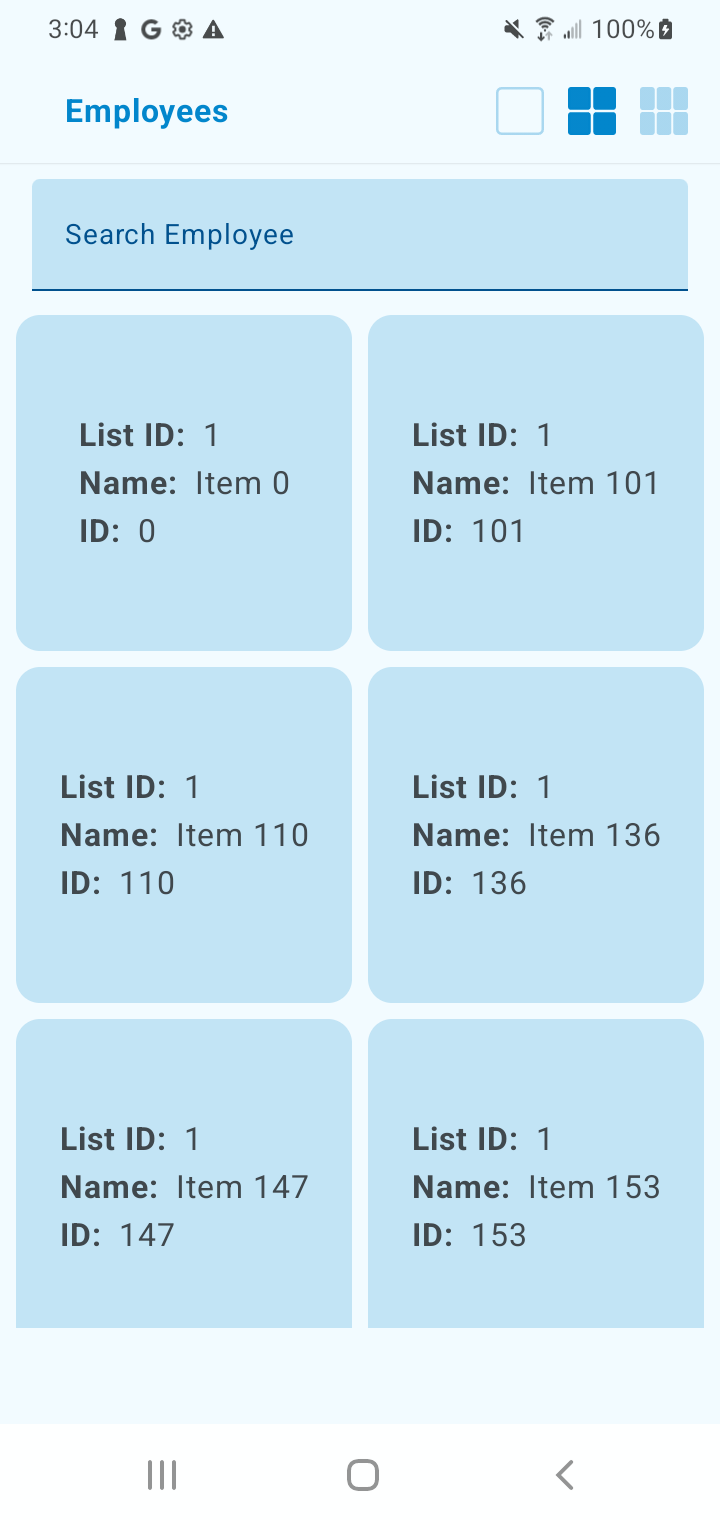 3:04 G 100%
Employees
Search Employee
List ID: 1
Name: Item 0
ID: 0
List ID: 1
Name: Item 101
ID: 101
List ID: 1
Name: Item 110
ID: 110
List ID: 1
Name: Item 136
ID: 136
List ID: 1
Name: Item 147
ID: 147
List ID: 1
Name: Item 153
ID: 153